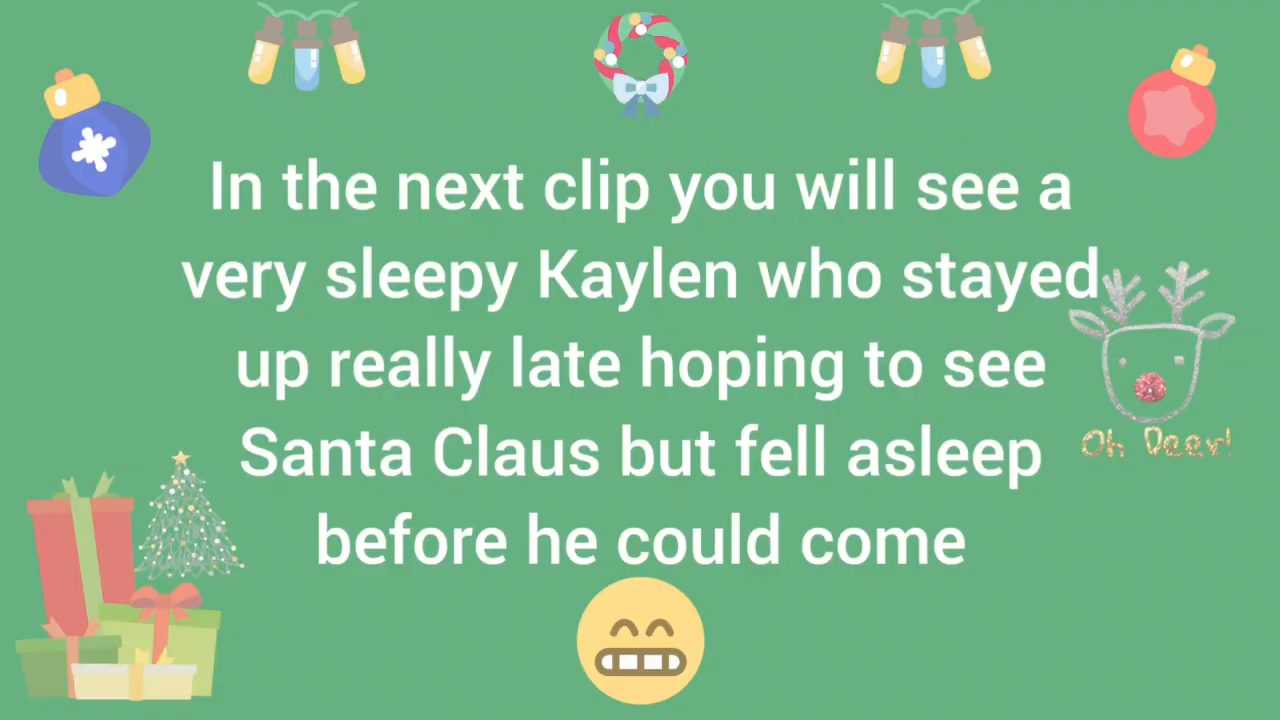 In the next clip you will see a
very sleepy Kaylen who stayed
up really late hoping to see
Santa Claus but fell asleep
before he could come
Oh Deer!